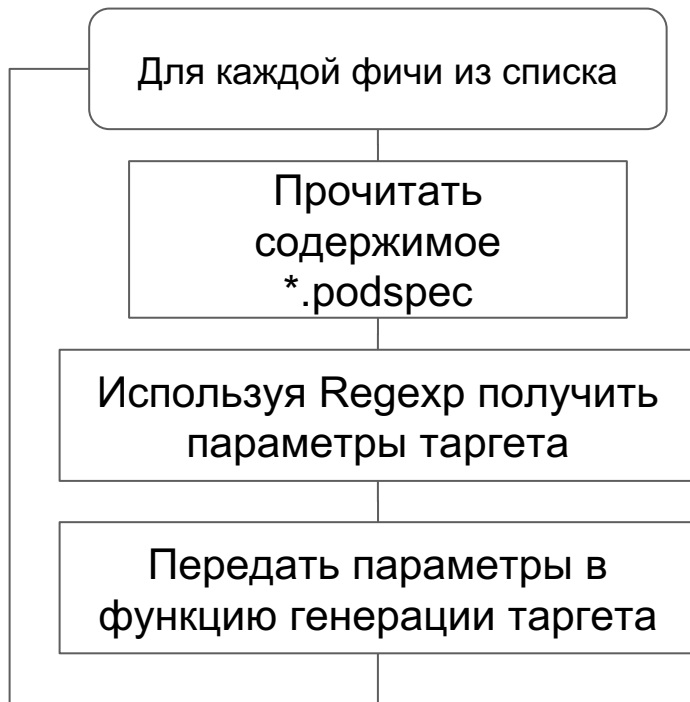 Для каждой фичи из списка
Прочитать
содержимое
*.podspec
Используя Regexp получить
параметры таргета
Передать параметры в
функцию генерации таргета